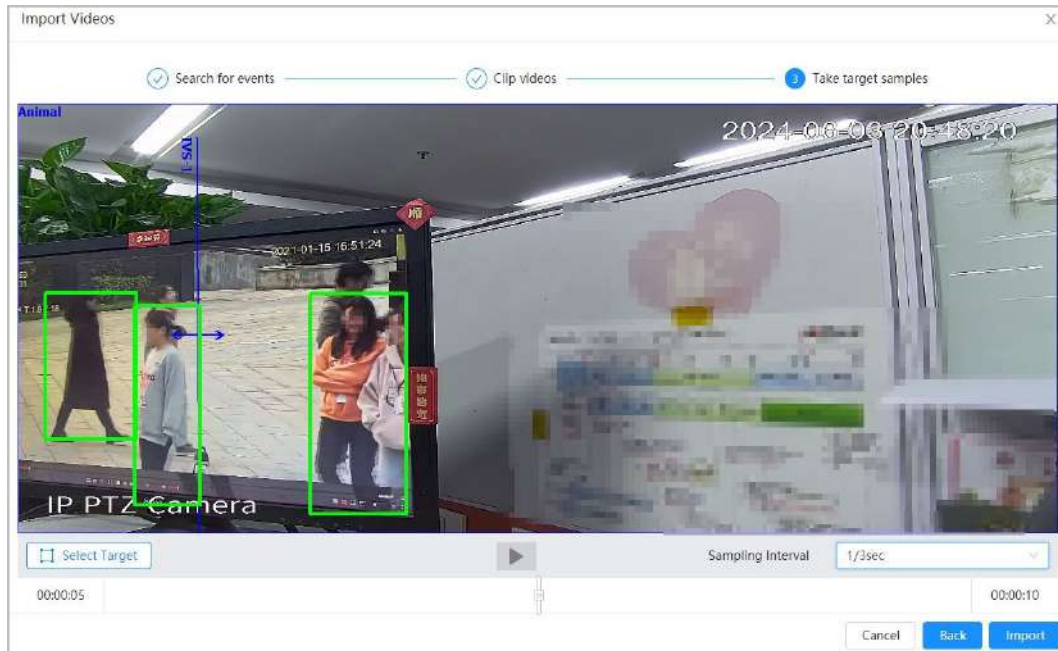 Import Videos
X
Search for events
Clip videos
3 Take target samples
Animal
IVS-1
2024-06-03 20:48:20
順
2021-01-15 16:51:24
IP PTZ Camera
Select Target
Sampling Interval
1/3sec
00:00:05
00:00:10
Cancel
Back
Import